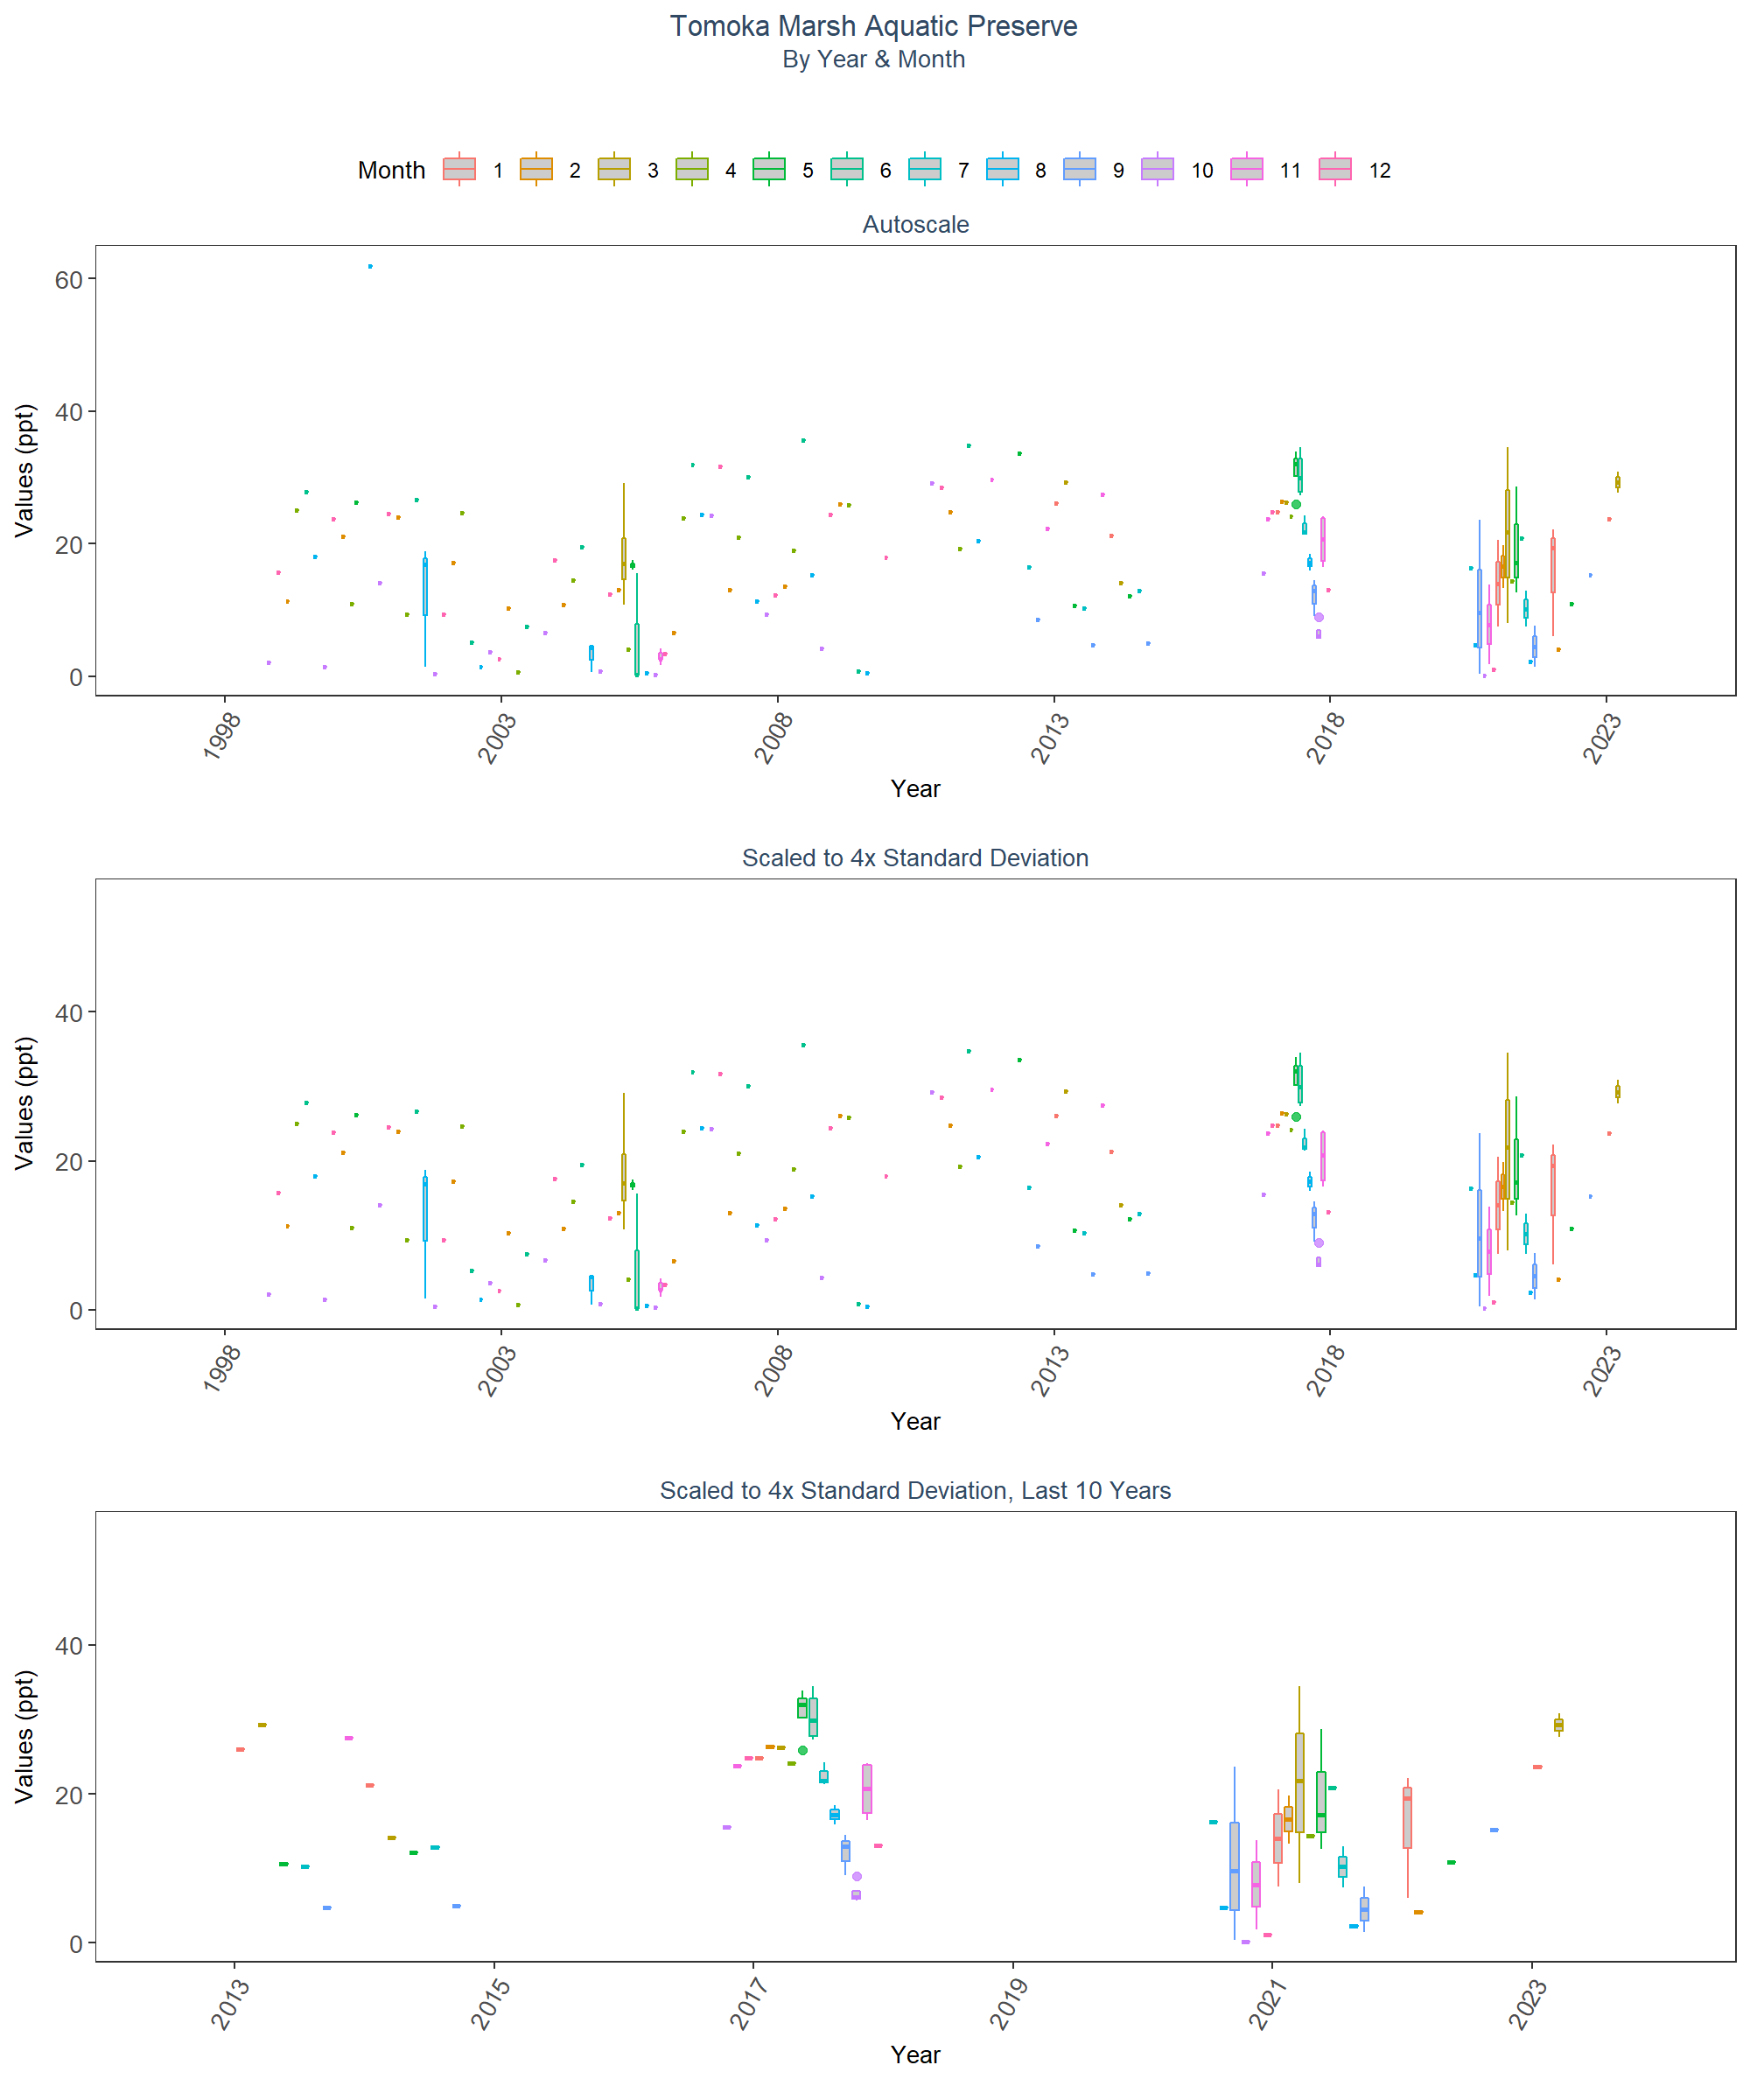 Tomoka Marsh Aquatic Preserve
By Year & Month
Month 1 2 3 4 5 6 7 8 9 10 11 12
Autoscale
Values (ppt)
60
40
20
0
1998 2003 2008 2013 2018 2023
Year
Scaled to 4x Standard Deviation
Values (ppt)
40
20
0
1998 2003 2008 2013 2018 2023
Year
Scaled to 4x Standard Deviation, Last 10 Years
Values (ppt)
40
20
0
2013 2015 2017 2019 2021 2023
Year